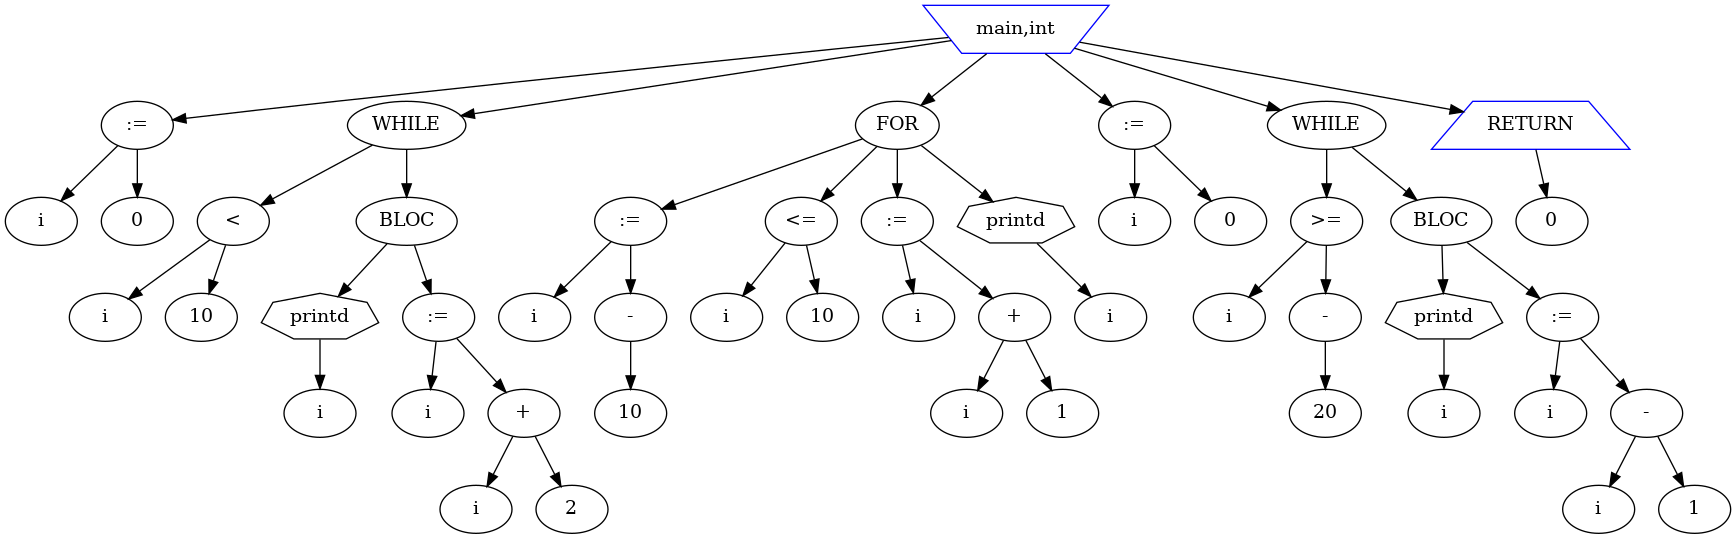 main,int
:= WHILE FOR := WHILE RETURN
i 0 < BLOC := <= := printd i 0 >= BLOC 0
i 10 printd := i - i 10 i + i i - printd :=
i i + 10 i 1 20 i i -
i 2 i 1